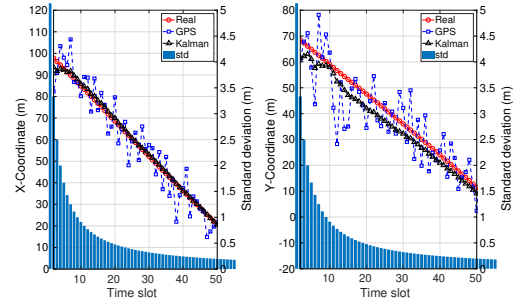 120
110
100
90
80
70
60
50
40
30
20
10
0
X-Coordinate (m)
0 10 20 30 40 50
Time slot
5
4.5
4
3.5
3
2.5
2
1.5
1
0.5
0
Standard deviation (m)
Real
GPS
Kalman
std
80
70
60
50
40
30
20
10
0
-10
-20
Y-Coordinate (m)
0 10 20 30 40 50
Time slot
5
4.5
4
3.5
3
2.5
2
1.5
1
0.5
0
Standard deviation (m)
Real
GPS
Kalman
std